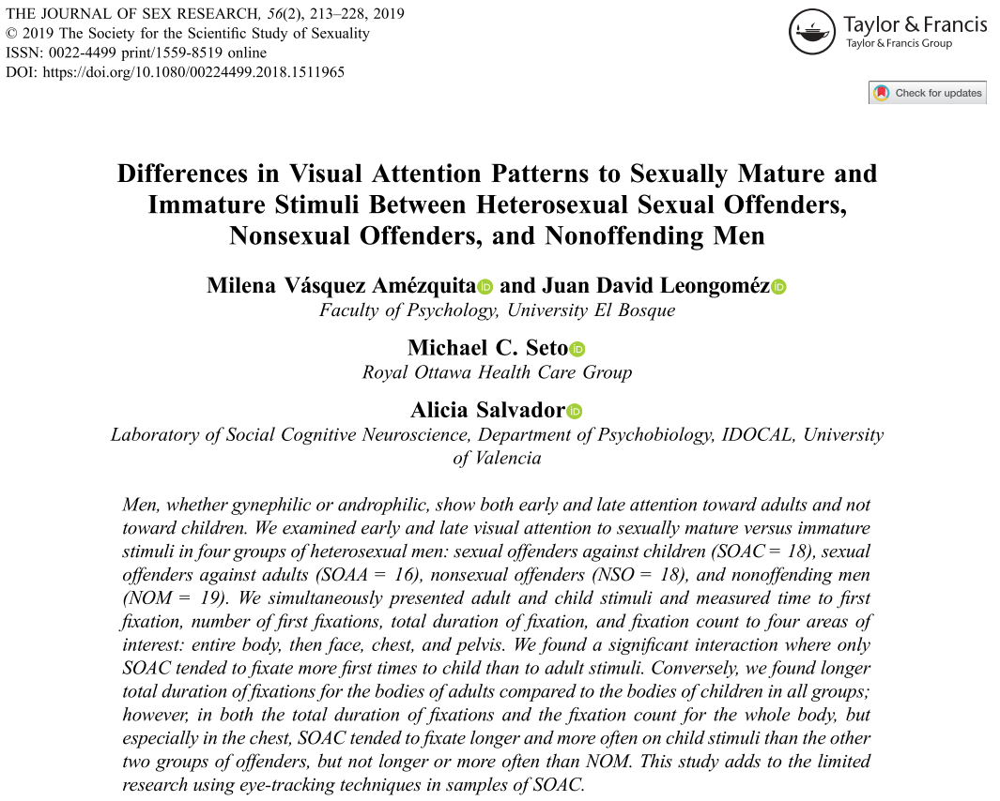 THE JOURNAL OF SEX RESEARCH, 56(2), 213–228, 2019
© 2019 The Society for the Scientific Study of Sexuality
ISSN: 0022-4499 print/1559-8519 online
DOI: https://doi.org/10.1080/00224499.2018.1511965
Taylor & Francis
Taylor & Francis Group
Check for updates
Differences in Visual Attention Patterns to Sexually Mature and
Immature Stimuli Between Heterosexual Sexual Offenders,
Nonsexual Offenders, and Nonoffending Men
Milena Vásquez Amézquita iD and Juan David Leongoméz iD
Faculty of Psychology, University El Bosque
Michael C. Seto iD
Royal Ottawa Health Care Group
Alicia Salvador iD
Laboratory of Social Cognitive Neuroscience, Department of Psychobiology, IDOCAL, University
of Valencia
Men, whether gynephilic or androphilic, show both early and late attention toward adults and not
toward children. We examined early and late visual attention to sexually mature versus immature
stimuli in four groups of heterosexual men: sexual offenders against children (SOAC = 18), sexual
offenders against adults (SOAA = 16), nonsexual offenders (NSO = 18), and nonoffending men
(NOM = 19). We simultaneously presented adult and child stimuli and measured time to first
fixation, number of first fixations, total duration of fixation, and fixation count to four areas of
interest: entire body, then face, chest, and pelvis. We found a significant interaction where only
SOAC tended to fixate more first times to child than to adult stimuli. Conversely, we found longer
total duration of fixations for the bodies of adults compared to the bodies of children in all groups;
however, in both the total duration of fixations and the fixation count for the whole body, but
especially in the chest, SOAC tended to fixate longer and more often on child stimuli than the other
two groups of offenders, but not longer or more often than NOM. This study adds to the limited
research using eye-tracking techniques in samples of SOAC.